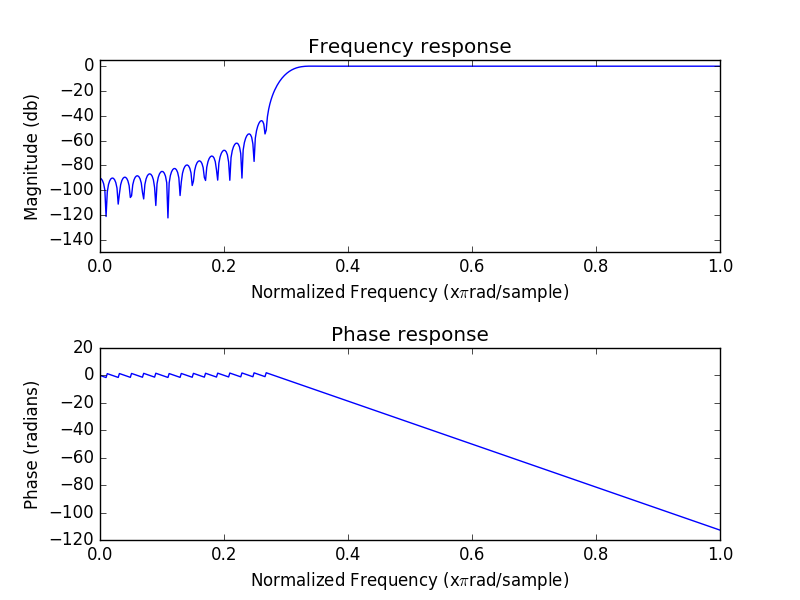 Frequency response
0
−20
−40
−60
−80
−100
−120
−140
Magnitude (db)
0.0 0.2 0.4 0.6 0.8 1.0
Normalized Frequency (xπrad/sample)
Phase response
20
0
−20
−40
−60
−80
−100
−120
Phase (radians)
0.0 0.2 0.4 0.6 0.8 1.0
Normalized Frequency (xπrad/sample)